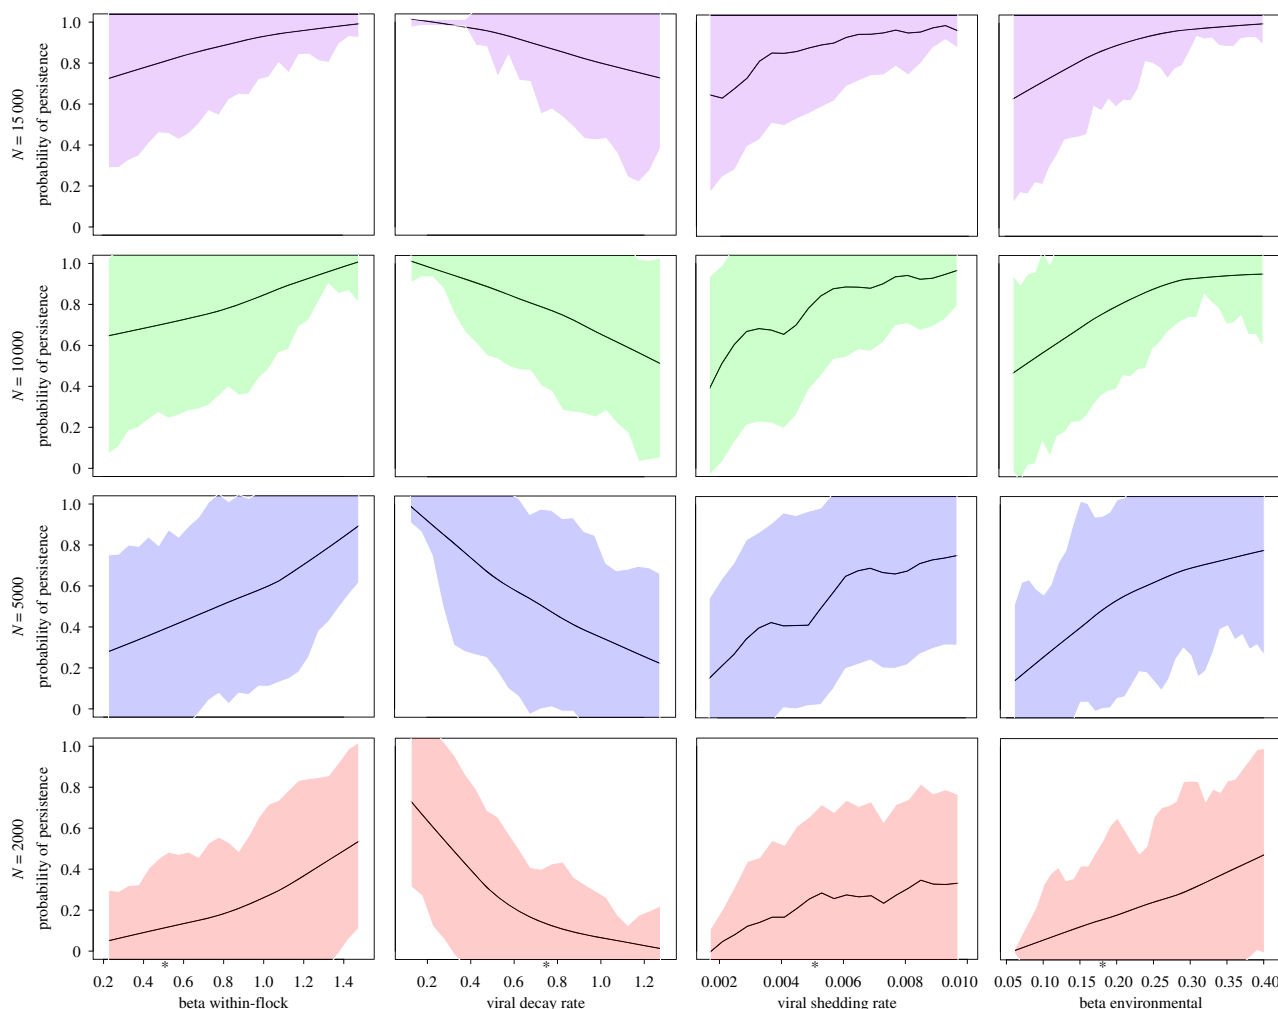 N = 15 000
probability of persistence
1.0
0.8
0.6
0.4
0.2
0
N = 10 000
probability of persistence
1.0
0.8
0.6
0.4
0.2
0
N = 5000
probability of persistence
1.0
0.8
0.6
0.4
0.2
0
N = 2000
probability of persistence
1.0
0.8
0.6
0.4
0.2
0
* * * *
0.2 0.4 0.6 0.8 1.0 1.2 1.4
beta within-flock
0.2 0.4 0.6 0.8 1.0 1.2
viral decay rate
0.002 0.004 0.006 0.008 0.010
viral shedding rate
0.05 0.10 0.15 0.20 0.25 0.30 0.35 0.40
beta environmental